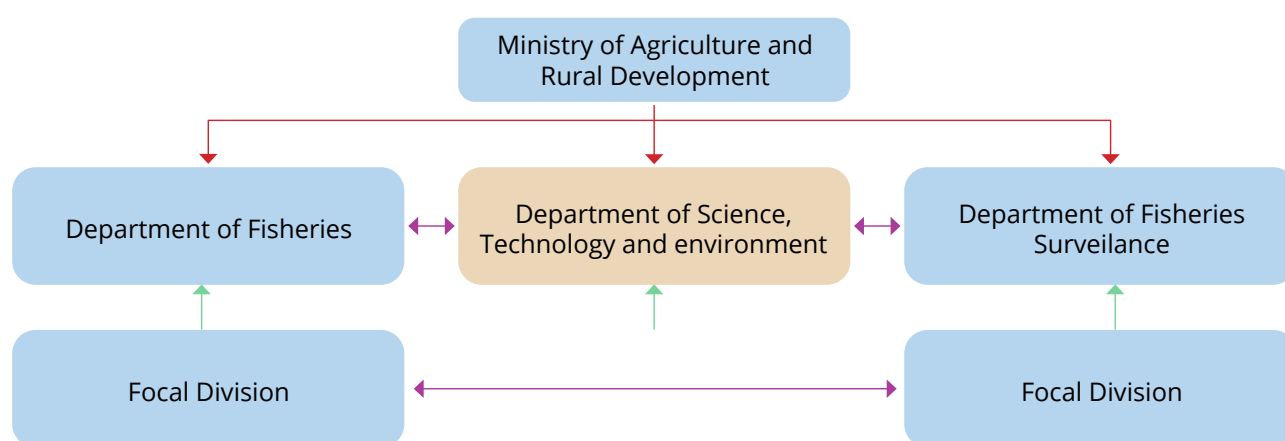 Ministry of Agriculture and
Rural Development
Department of Fisheries
Department of Science,
Technology and environment
Department of Fisheries
Surveilance
Focal Division
Focal Division